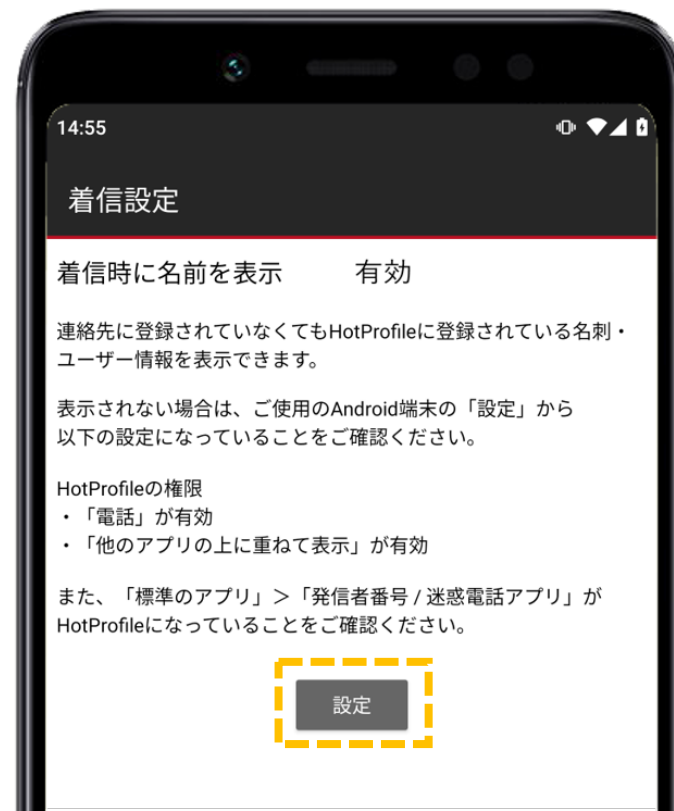 14:55
着信設定
着信時に名前を表示 有効
連絡先に登録されていなくてもHotProfileに登録されている名刺・
ユーザー情報を表示できます。
表示されない場合は、ご使用のAndroid端末の「設定」から
以下の設定になっていることをご確認ください。
HotProfileの権限
・「電話」が有効
・「他のアプリの上に重ねて表示」が有効
また、「標準のアプリ」＞「発信者番号 / 迷惑電話アプリ」が
HotProfileになっていることをご確認ください。
設定